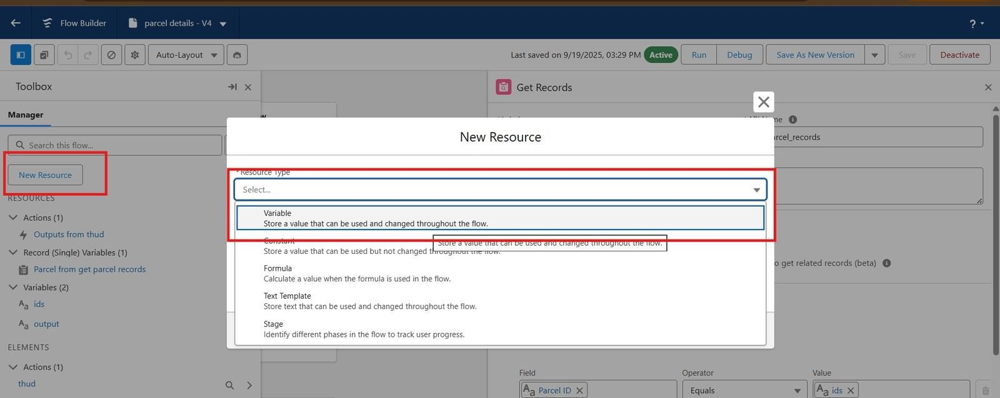 Flow Builder
parcel details - V4
?
Auto-Layout
Last saved on 9/19/2025, 03:29 PM
Active
Run
Debug
Save As New Version
Save
Deactivate
Toolbox
Manager
Search this flow...
New Resource
RESOURCES
Actions (1)
Outputs from thud
Record (Single) Variables (1)
Parcel from get parcel records
Variables (2)
Aa ids
Aa output
ELEMENTS
Actions (1)
thud
New Resource
*Resource Type
Select...
Variable
Store a value that can be used and changed throughout the flow.
Store a value that can be used and changed throughout the flow.
Constant
Store a value that can be used but not changed throughout the flow.
Formula
Calculate a value when the formula is used in the flow.
Text Template
Store text that can be used and changed throughout the flow.
Stage
Identify different phases in the flow to track user progress.
Get Records
arcel_records
o get related records (beta)
Field
Operator
Value
Aa Parcel ID
Equals
Aa ids